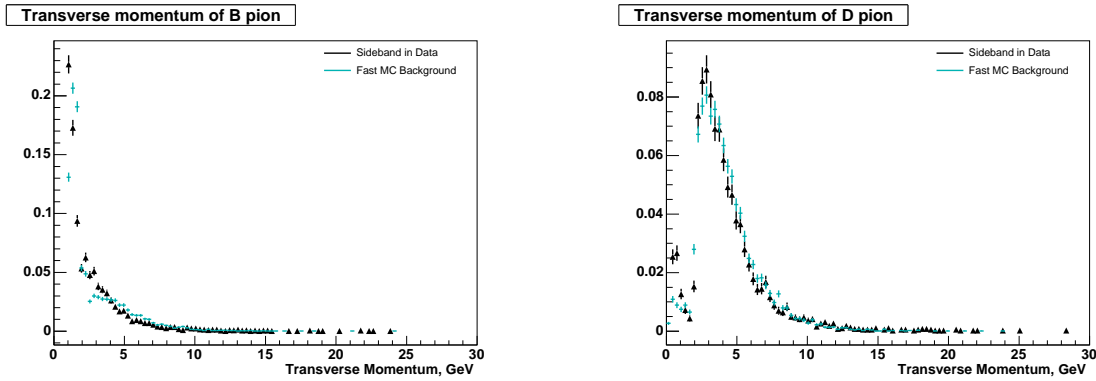 Transverse momentum of B pion
Sideband in Data
Fast MC Background
0.2
0.15
0.1
0.05
0
0 5 10 15 20 25 30
Transverse Momentum, GeV
Transverse momentum of D pion
Sideband in Data
Fast MC Background
0.08
0.06
0.04
0.02
0
0 5 10 15 20 25 30
Transverse Momentum, GeV